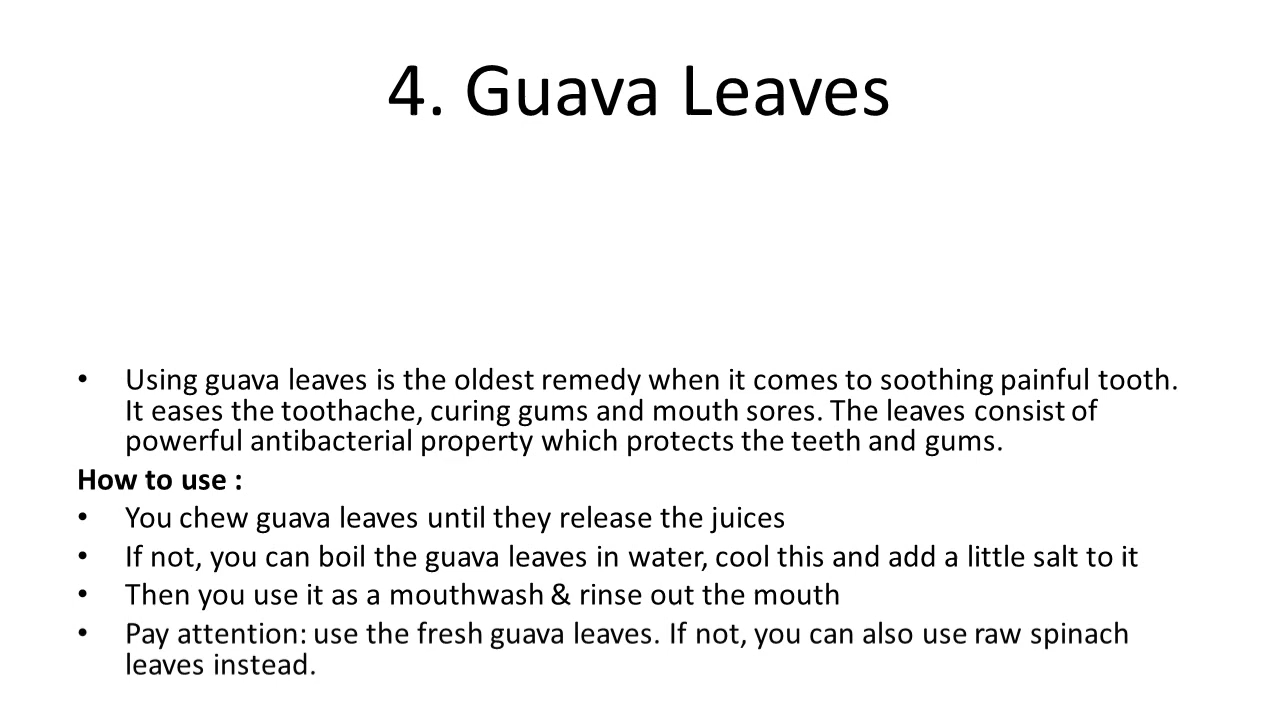 4. Guava Leaves
• Using guava leaves is the oldest remedy when it comes to soothing painful tooth.
It eases the toothache, curing gums and mouth sores. The leaves consist of
powerful antibacterial property which protects the teeth and gums.
How to use :
• You chew guava leaves until they release the juices
• If not, you can boil the guava leaves in water, cool this and add a little salt to it
• Then you use it as a mouthwash & rinse out the mouth
• Pay attention: use the fresh guava leaves. If not, you can also use raw spinach
leaves instead.